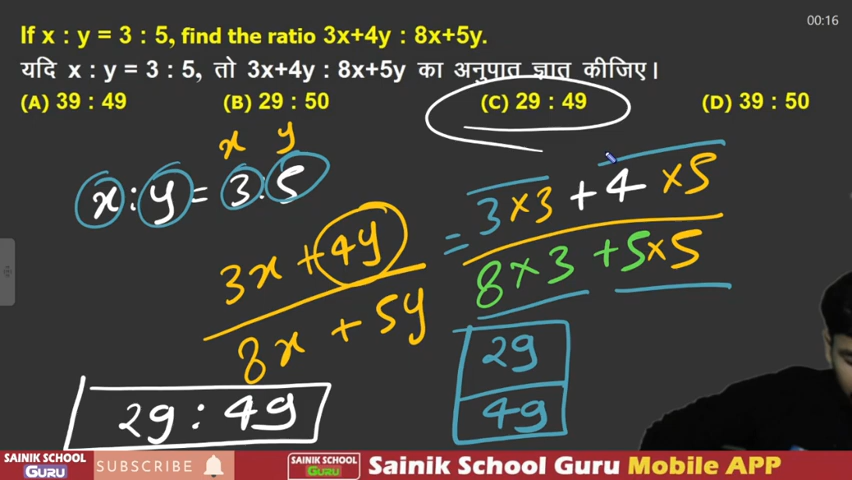 00:16
If x : y = 3 : 5, find the ratio 3x+4y : 8x+5y.
यदि x : y = 3 : 5, तो 3x+4y : 8x+5y का अनुपात ज्ञात कीजिए।
(A) 39 : 49 (B) 29 : 50 (C) 29 : 49 (D) 39 : 50
x y
x : y = 3 : 5
3x + 4y
8x + 5y
= 3 × 3 + 4 × 5
8 × 3 + 5 × 5
29
49
29 : 49
SAINIK SCHOOL
GURU
SUBSCRIBE
SAINIK SCHOOL
Guru
Sainik School Guru Mobile APP